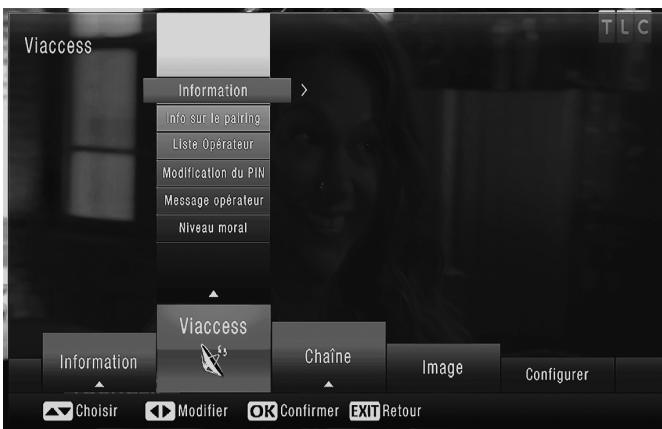 TLC
Viaccess
Information
Info sur le pairing
Liste Opérateur
Modification du PIN
Message opérateur
Niveau moral
Information
Viaccess
Chaîne
Image
Configurer
Choisir Modifier OK Confirmer EXIT Retour